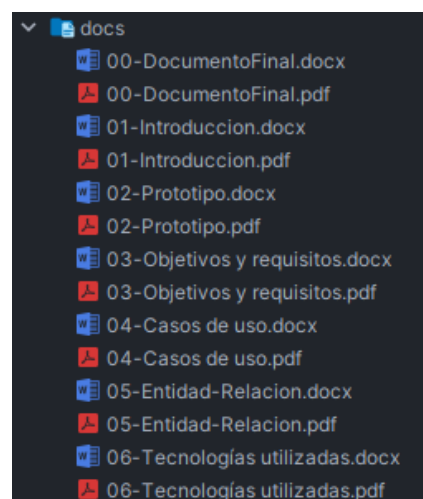 docs
00-DocumentoFinal.docx
00-DocumentoFinal.pdf
01-Introduccion.docx
01-Introduccion.pdf
02-Prototipo.docx
02-Prototipo.pdf
03-Objetivos y requisitos.docx
03-Objetivos y requisitos.pdf
04-Casos de uso.docx
04-Casos de uso.pdf
05-Entidad-Relacion.docx
05-Entidad-Relacion.pdf
06-Tecnologías utilizadas.docx
06-Tecnologías utilizadas.pdf